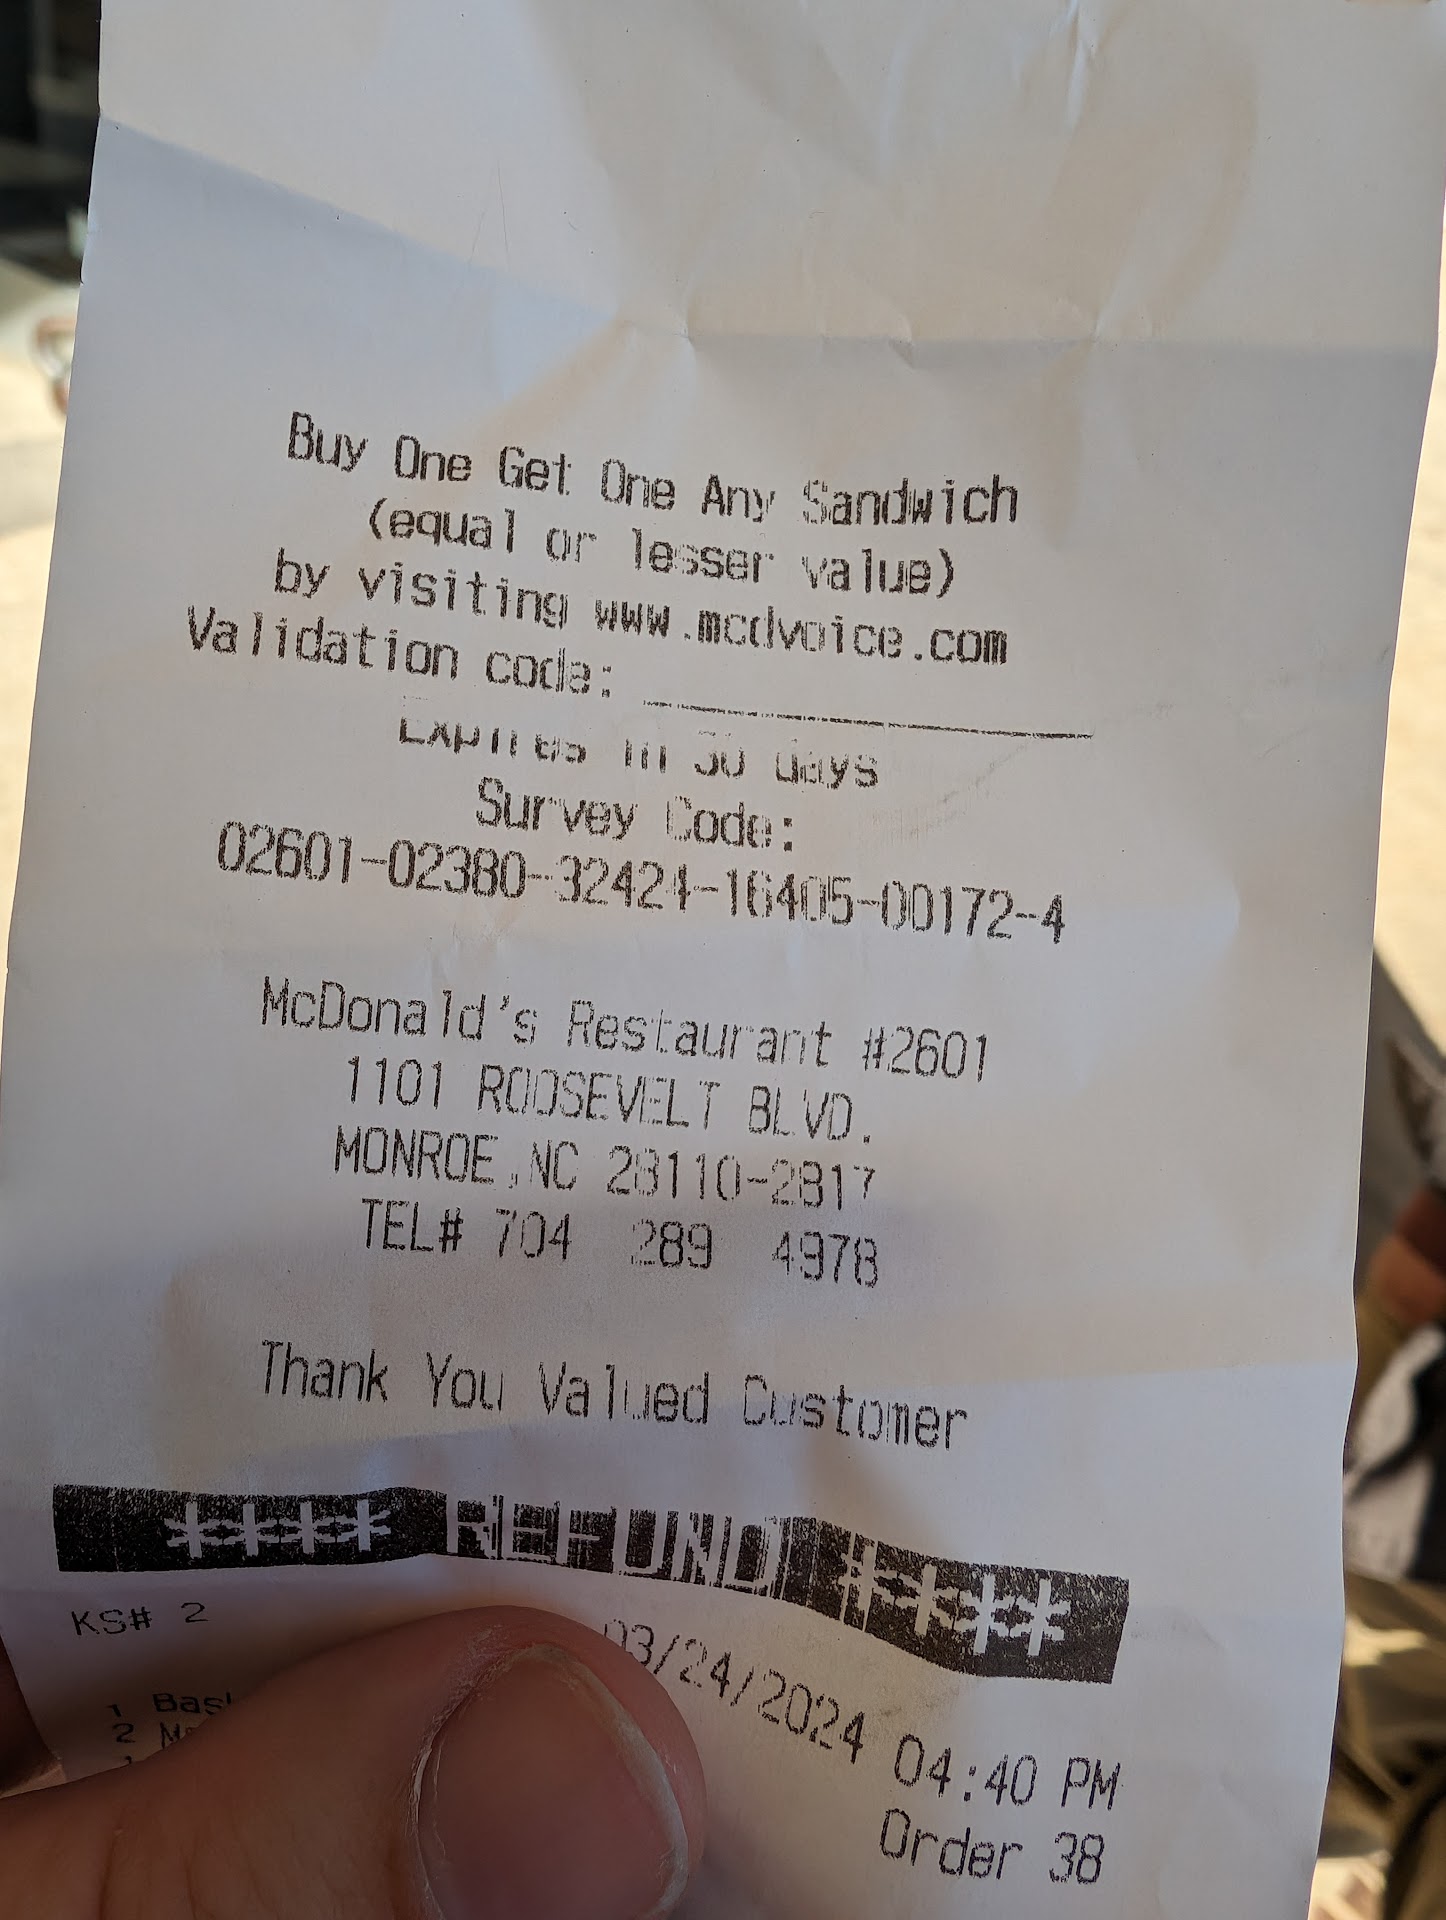 Buy One Get One Any Sandwich
(equal or lesser value)
by visiting www.mcdvoice.com
Validation code:
Expires in 30 days
Survey Code:
02601-02380-32424-16405-00172-4
McDonald's Restaurant #2601
1101 ROOSEVELT BLVD.
MONROE,NC 28110-2817
TEL# 704 289 4978
Thank You Valued Customer
**** REFUND ****
KS# 2
03/24/2024 04:40 PM
Order 38
1
2